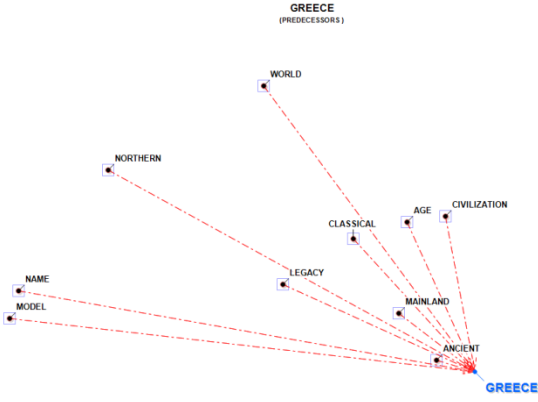 GREECE
(PREDECESSORS )
WORLD
NORTHERN
CIVILIZATION
AGE
CLASSICAL
LEGACY
NAME
MAINLAND
MODEL
ANCIENT
GREECE